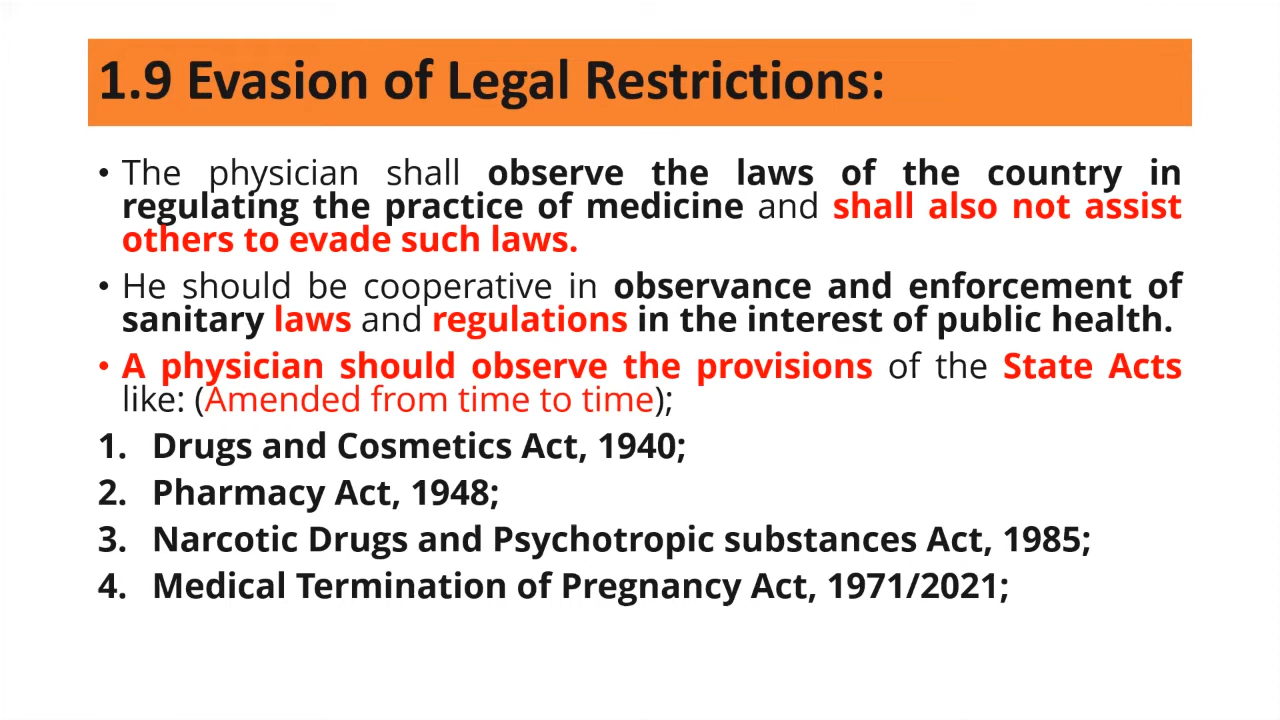 1.9 Evasion of Legal Restrictions:
• The physician shall observe the laws of the country in
regulating the practice of medicine and shall also not assist
others to evade such laws.
• He should be cooperative in observance and enforcement of
sanitary laws and regulations in the interest of public health.
• A physician should observe the provisions of the State Acts
like: (Amended from time to time);
1. Drugs and Cosmetics Act, 1940;
2. Pharmacy Act, 1948;
3. Narcotic Drugs and Psychotropic substances Act, 1985;
4. Medical Termination of Pregnancy Act, 1971/2021;